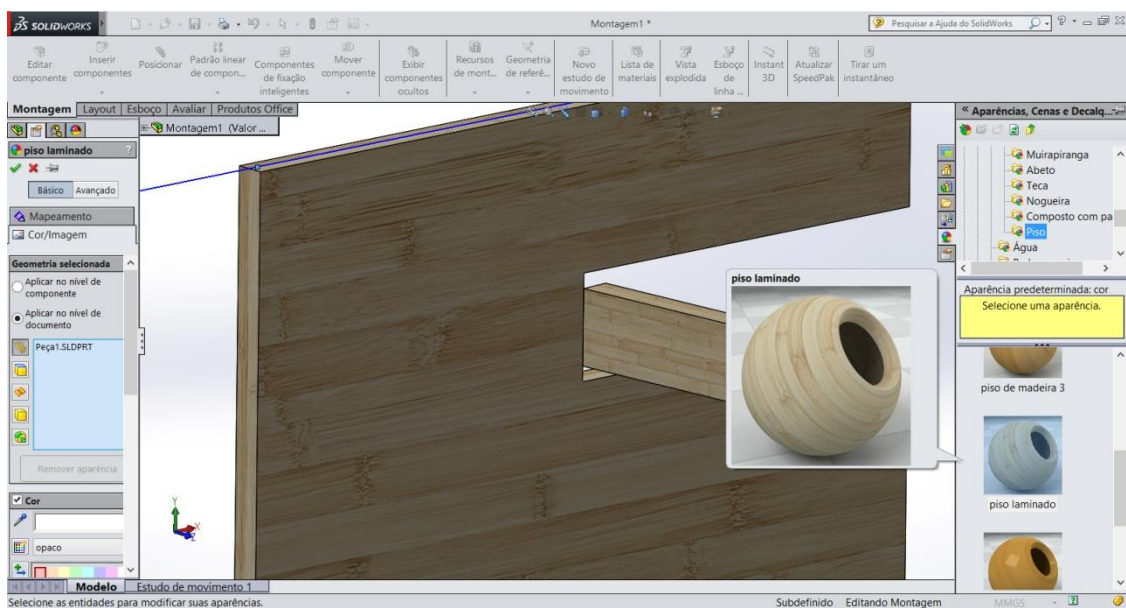 SOLIDWORKS
Montagem1 *
Pesquisar a Ajuda do SolidWorks
Editar componente
Inserir componentes
Posicionar
Padrão linear de compon...
Componentes de fixação inteligentes
Mover componente
Exibir componentes ocultos
Recursos de mont...
Geometria de referê...
Novo estudo de movimento
Lista de materiais
Vista explodida
Esboço de linha ...
Instant 3D
Atualizar SpeedPak
Tirar um instantâneo
Montagem Layout Esboço Avaliar Produtos Office
Montagem1 (Valor ...
« Aparências, Cenas e Decalq...
piso laminado ?
Básico Avançado
Mapeamento
Cor/Imagem
Geometria selecionada
Aplicar no nível de componente
Aplicar no nível de documento
Peça1.SLDPRT
Remover aparência
Cor
opaco
Y
X
Z
piso laminado
Muirapiranga
Abeto
Teca
Nogueira
Composto com pa
Piso
Água
Aparência predeterminada: cor
Selecione uma aparência.
piso de madeira 3
piso laminado
Modelo Estudo de movimento 1
Selecione as entidades para modificar suas aparências.
Subdefinido Editando Montagem MMGS